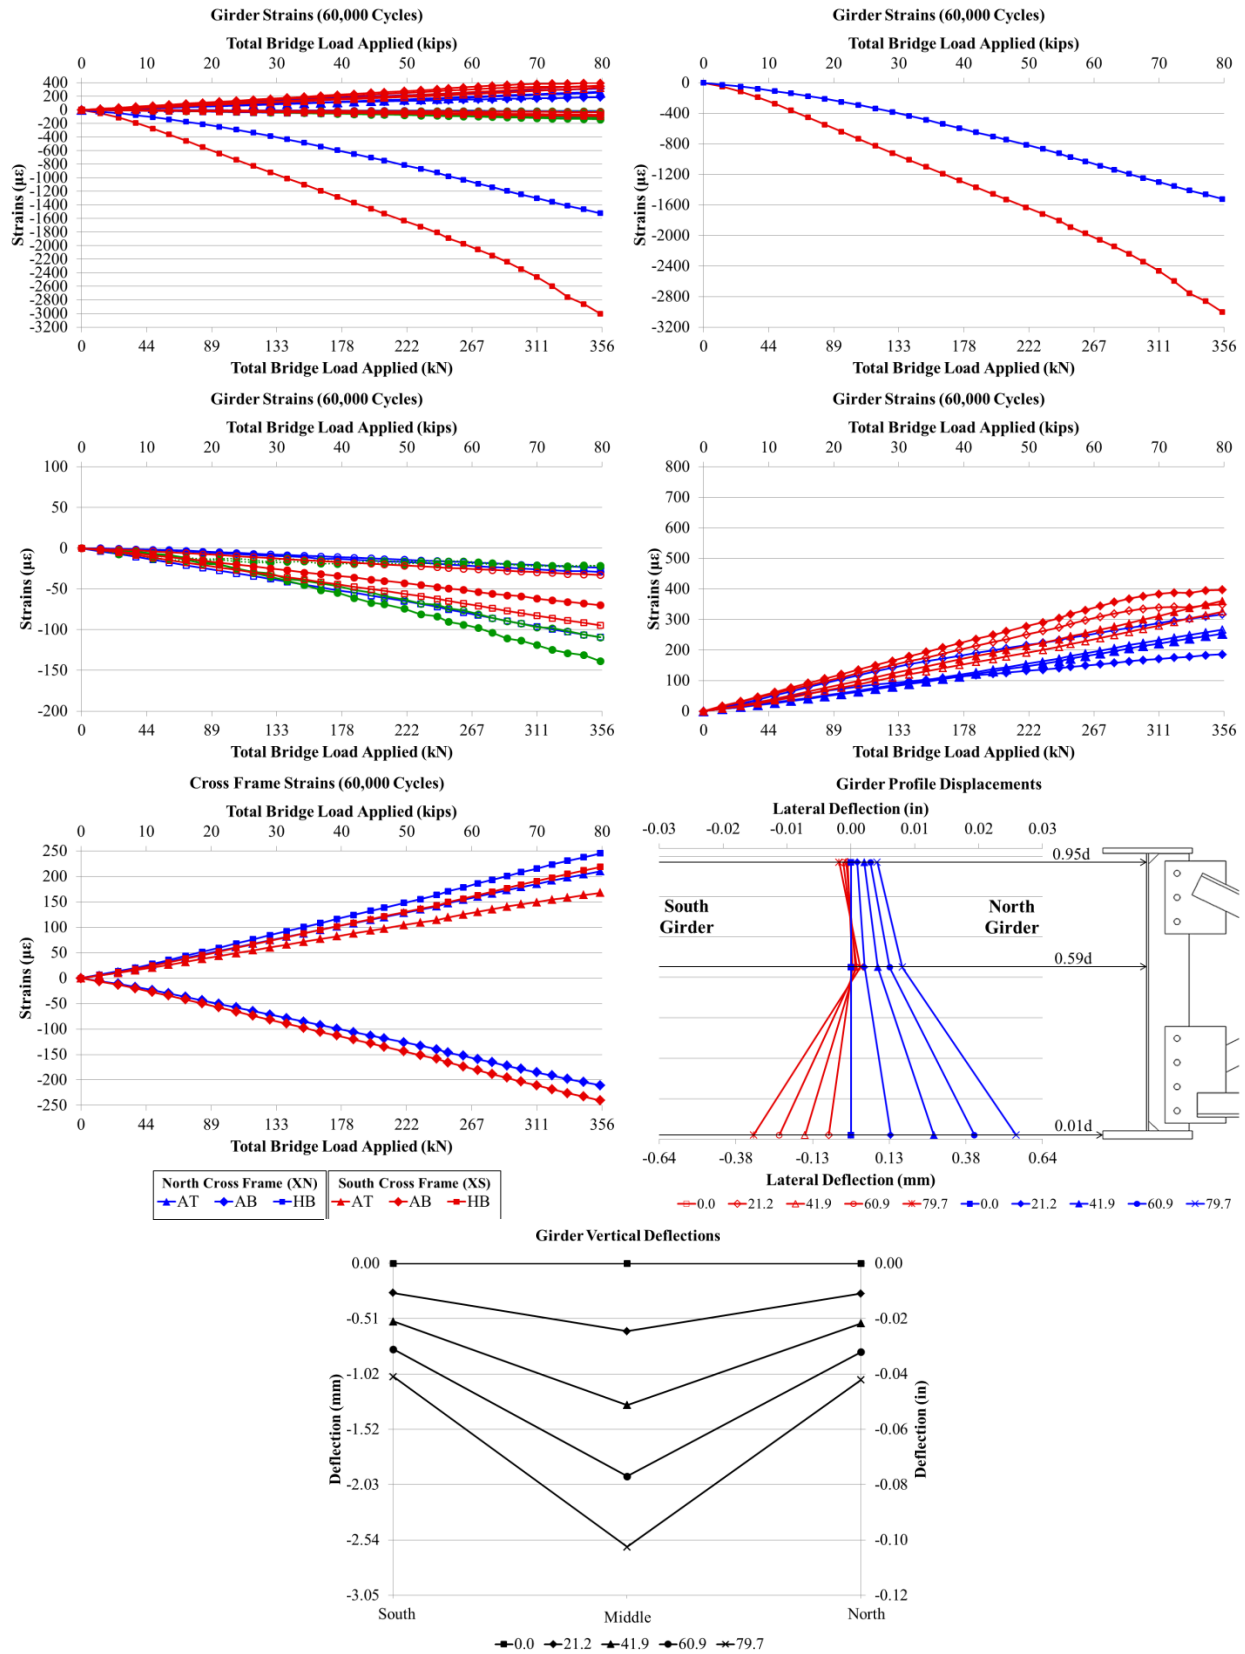 Girder Strains (60,000 Cycles)
Total Bridge Load Applied (kips)
0 10 20 30 40 50 60 70 80
400
200
0
-200
-400
-600
-800
-1000
-1200
-1400
-1600
-1800
-2000
-2200
-2400
-2600
-2800
-3000
-3200
Strains (με)
0 44 89 133 178 222 267 311 356
Total Bridge Load Applied (kN)
Girder Strains (60,000 Cycles)
Total Bridge Load Applied (kips)
0 10 20 30 40 50 60 70 80
0
-400
-800
-1200
-1600
-2000
-2400
-2800
-3200
Strains (με)
0 44 89 133 178 222 267 311 356
Total Bridge Load Applied (kN)
Girder Strains (60,000 Cycles)
Total Bridge Load Applied (kips)
0 10 20 30 40 50 60 70 80
100
50
0
-50
-100
-150
-200
Strains (με)
0 44 89 133 178 222 267 311 356
Total Bridge Load Applied (kN)
Girder Strains (60,000 Cycles)
Total Bridge Load Applied (kips)
0 10 20 30 40 50 60 70 80
800
700
600
500
400
300
200
100
0
Strains (με)
0 44 89 133 178 222 267 311 356
Total Bridge Load Applied (kN)
Cross Frame Strains (60,000 Cycles)
Total Bridge Load Applied (kips)
0 10 20 30 40 50 60 70 80
250
200
150
100
50
0
-50
-100
-150
-200
-250
Strains (με)
0 44 89 133 178 222 267 311 356
Total Bridge Load Applied (kN)
North Cross Frame (XN) South Cross Frame (XS)
AT AB HB AT AB HB
Girder Profile Displacements
Lateral Deflection (in)
-0.03 -0.02 -0.01 0.00 0.01 0.02 0.03
0.95d
South Girder
North Girder
0.59d
0.01d
-0.64 -0.38 -0.13 0.13 0.38 0.64
Lateral Deflection (mm)
0.0 21.2 41.9 60.9 79.7 0.0 21.2 41.9 60.9 79.7
Girder Vertical Deflections
0.00 0.00
-0.51 -0.02
-1.02 -0.04
-1.52 -0.06
-2.03 -0.08
-2.54 -0.10
-3.05 -0.12
Deflection (mm)
Deflection (in)
South Middle North
0.0 21.2 41.9 60.9 79.7